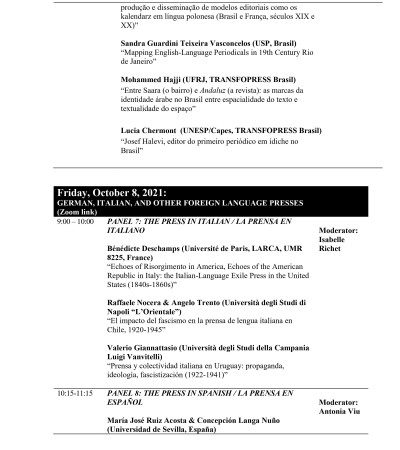 produção e disseminação de modelos editoriais como os
kalendarz em língua polonesa (Brasil e França, séculos XIX e
XX)”
Sandra Guardini Teixeira Vasconcelos (USP, Brasil)
“Mapping English-Language Periodicals in 19th Century Rio
de Janeiro”
Mohammed Hajji (UFRJ, TRANSFOPRESS Brasil)
“Entre Saara (o bairro) e Andaluz (a revista): as marcas da
identidade árabe no Brasil entre espacialidade do texto e
textualidade do espaço”
Lucia Chermont (UNESP/Capes, TRANSFOPRESS Brasil)
“Josef Halevi, editor do primeiro periódico em ídiche no
Brasil”
Friday, October 8, 2021:
GERMAN, ITALIAN, AND OTHER FOREIGN LANGUAGE PRESSES
(Zoom link)
9:00 – 10:00 PANEL 7: THE PRESS IN ITALIAN / LA PRENSA EN
ITALIANO
Moderator:
Isabelle
Richet
Bénédicte Deschamps (Université de Paris, LARCA, UMR
8225, France)
“Echoes of Risorgimento in America, Echoes of the American
Republic in Italy: the Italian-Language Exile Press in the United
States (1840s-1860s)”
Raffaele Nocera & Angelo Trento (Università degli Studi di
Napoli “L’Orientale”)
“El impacto del fascismo en la prensa de lengua italiana en
Chile, 1920-1945”
Valerio Giannattasio (Università degli Studi della Campania
Luigi Vanvitelli)
“Prensa y colectividad italiana en Uruguay: propaganda,
ideología, fascistización (1922-1941)”
10:15-11:15 PANEL 8: THE PRESS IN SPANISH / LA PRENSA EN
ESPAÑOL
Moderator:
Antonia Viu
María José Ruiz Acosta & Concepción Langa Nuño
(Universidad de Sevilla, España)